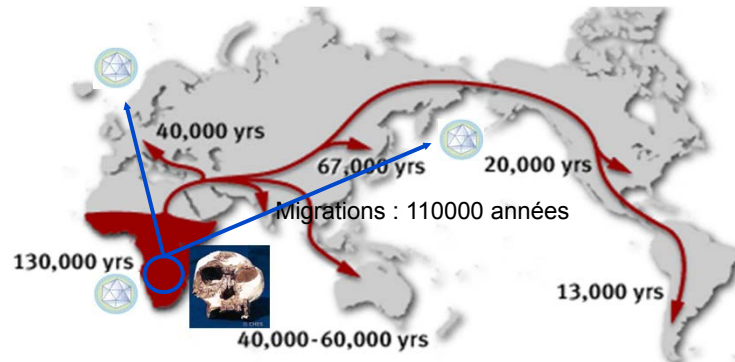 40,000 yrs
67,000 yrs
20,000 yrs
Migrations : 110000 années
130,000 yrs
13,000 yrs
40,000-60,000 yrs